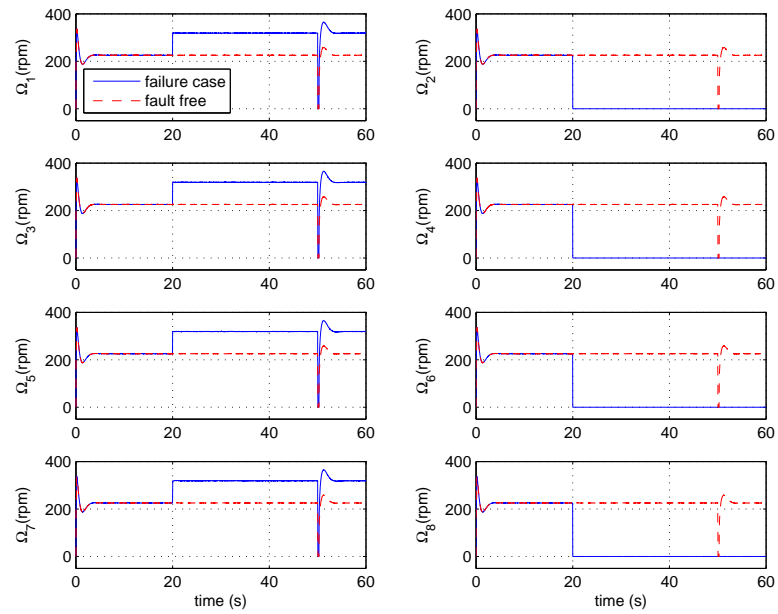 400
200
0
Ω1(rpm)
failure case
fault free
0 20 40 60
400
200
0
Ω2(rpm)
0 20 40 60
400
200
0
Ω3(rpm)
0 20 40 60
400
200
0
Ω4(rpm)
0 20 40 60
400
200
0
Ω5(rpm)
0 20 40 60
400
200
0
Ω6(rpm)
0 20 40 60
400
200
0
Ω7(rpm)
0 20 40 60
time (s)
400
200
0
Ω8(rpm)
0 20 40 60
time (s)